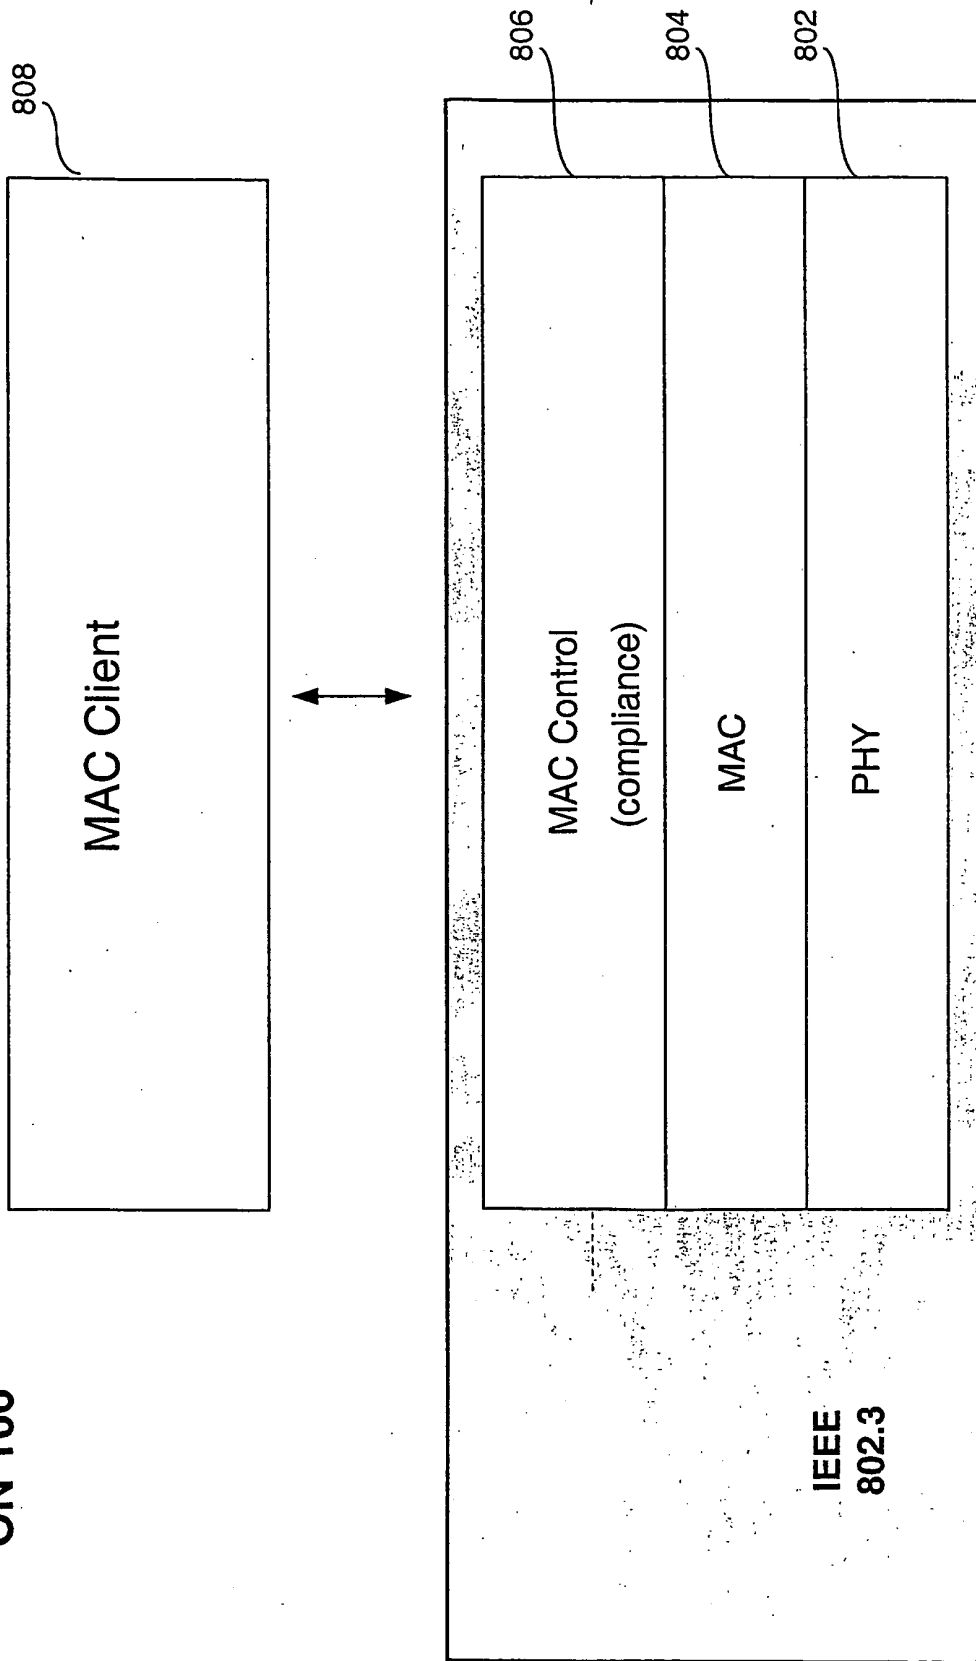 808
MAC Client
806
804
802
MAC Control
(compliance)
MAC
PHY
IEEE
802.3